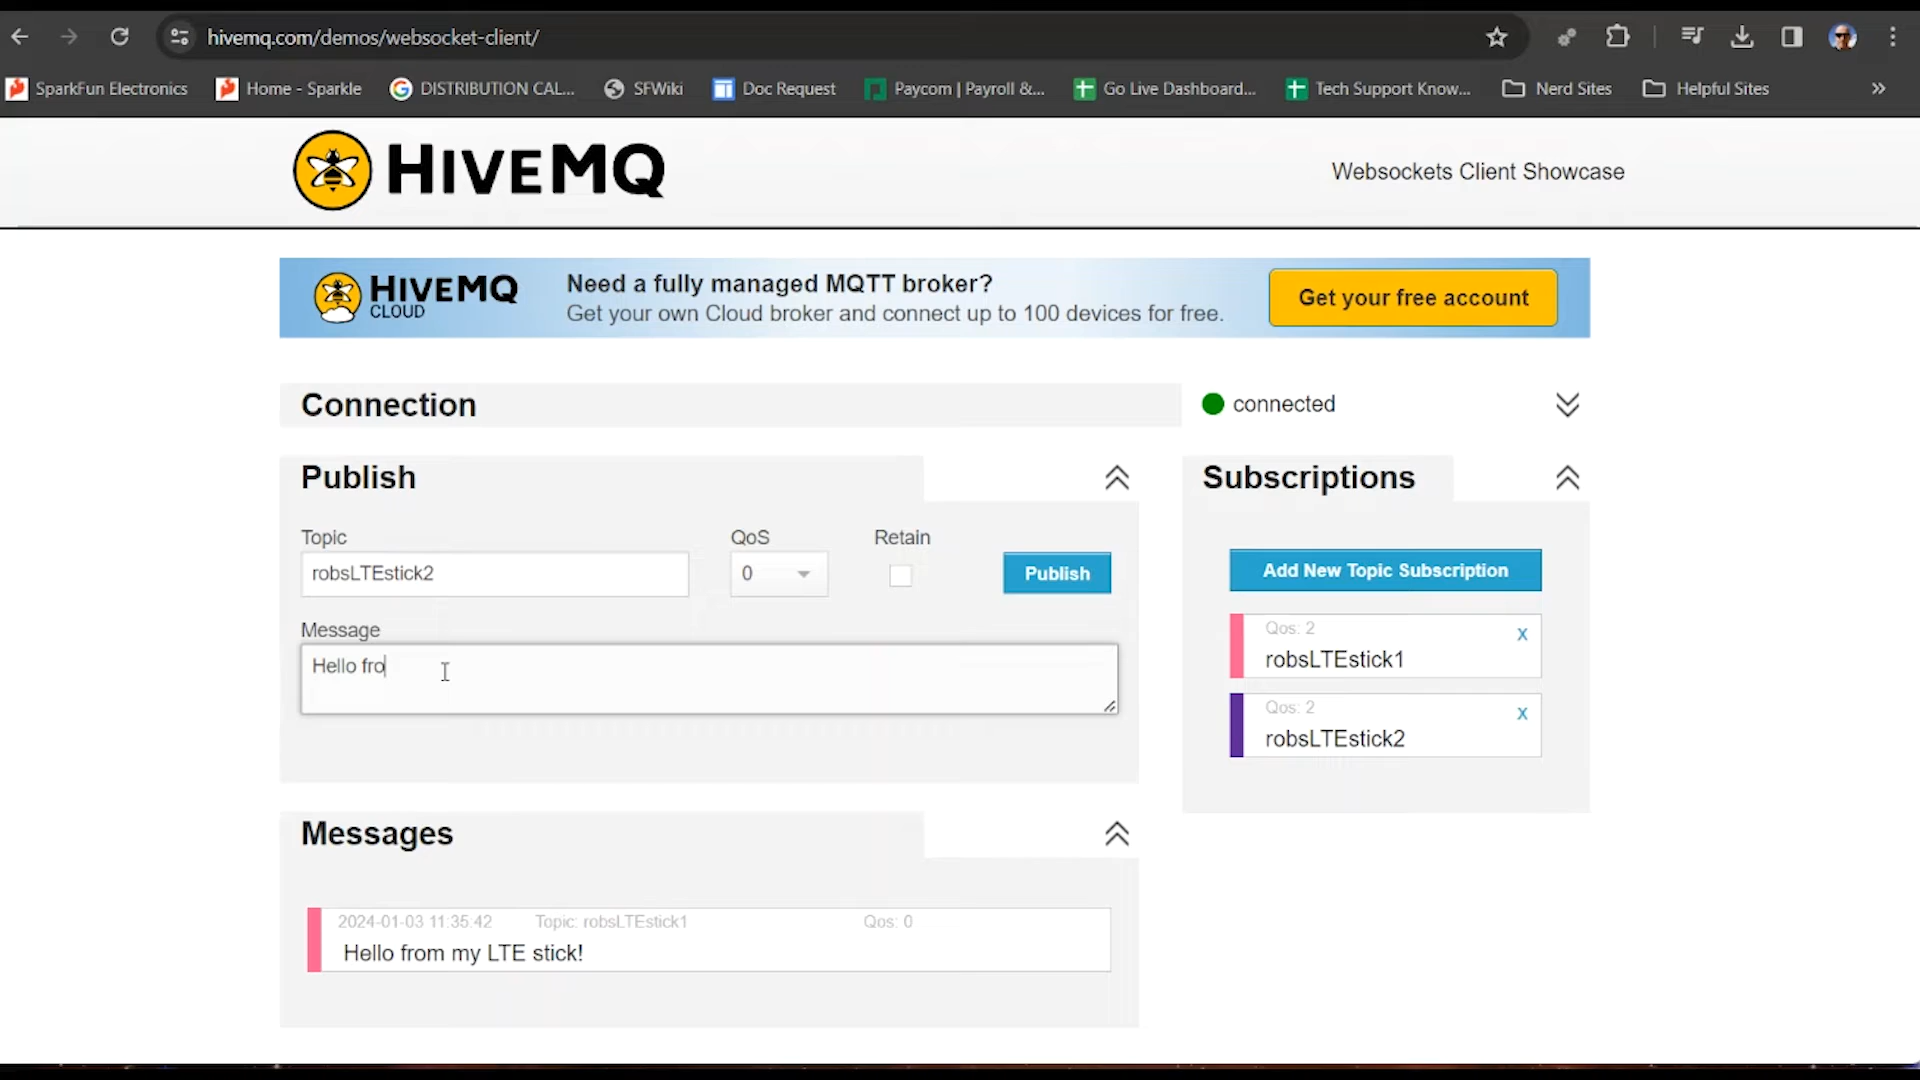 hivemq.com/demos/websocket-client/
SparkFun Electronics
Home - Sparkle
DISTRIBUTION CAL...
SFWiki
Doc Request
Paycom | Payroll &...
Go Live Dashboard...
Tech Support Know...
Nerd Sites
Helpful Sites
HIVEMQ
Websockets Client Showcase
HIVEMQ
CLOUD
Need a fully managed MQTT broker?
Get your own Cloud broker and connect up to 100 devices for free.
Get your free account
Connection
connected
Publish
Subscriptions
Topic
QoS
Retain
robsLTEstick2
0
Publish
Add New Topic Subscription
Message
Hello fro
Qos: 2
x
robsLTEstick1
Qos: 2
x
robsLTEstick2
Messages
2024-01-03 11:35:42 Topic: robsLTEstick1 Qos: 0
Hello from my LTE stick!